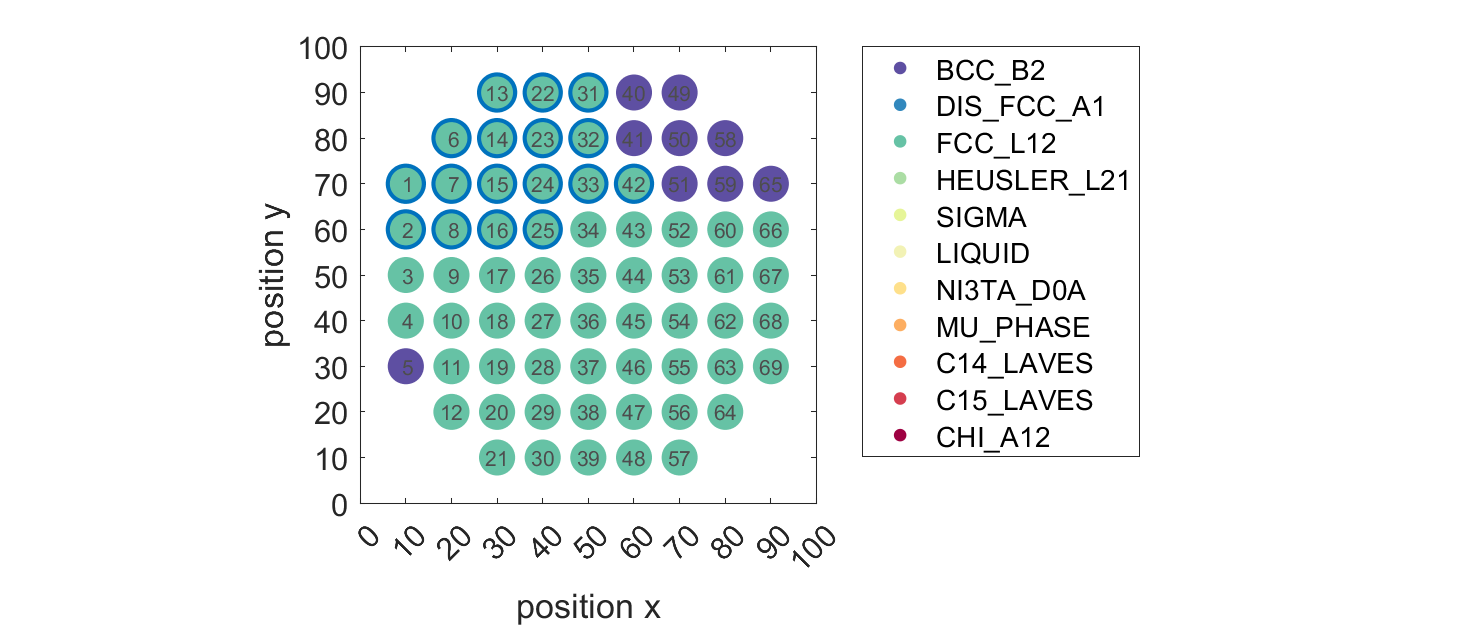 100
90
80
70
60
50
40
30
20
10
0
position y
13 22 31 40 49
6 14 23 32 41 50 58
1 7 15 24 33 42 51 59 65
2 8 16 25 34 43 52 60 66
3 9 17 26 35 44 53 61 67
4 10 18 27 36 45 54 62 68
5 11 19 28 37 46 55 63 69
12 20 29 38 47 56 64
21 30 39 48 57
0 10 20 30 40 50 60 70 80 90 100
position x
BCC_B2
DIS_FCC_A1
FCC_L12
HEUSLER_L21
SIGMA
LIQUID
NI3TA_D0A
MU_PHASE
C14_LAVES
C15_LAVES
CHI_A12